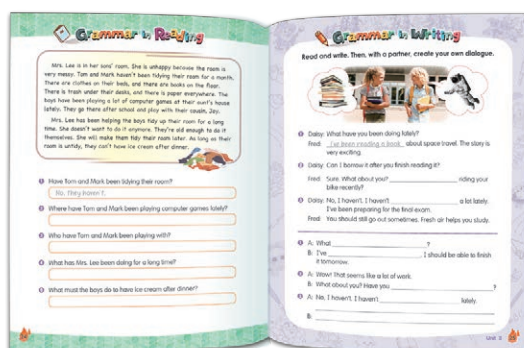 Grammar in Reading
Mrs. Lee is in her sons' room. She is unhappy because the room is
very messy. Tom and Mark haven't been tidying their room for a month.
There are clothes on their beds, and there are books on the floor.
There is trash under their desks, and there is paper everywhere. The
boys have been playing a lot of computer games at their aunt's house
lately. They go there after school and play with their cousin, Jay.
Mrs. Lee has been helping the boys tidy up their room for a long
time. She doesn't want to do it anymore. They're old enough to do it
themselves. She will make them tidy their room later. As long as their
room is untidy, they can't have ice cream after dinner.
1 Have Tom and Mark been tidying their room?
No, they haven't.
2 Where have Tom and Mark been playing computer games lately?
3 Who have Tom and Mark been playing with?
4 What has Mrs. Lee been doing for a long time?
5 What must the boys do to have ice cream after dinner?
Grammar in Writing
Read and write. Then, with a partner, create your own dialogue.
1 Daisy: What have you been doing lately?
Fred: I've been reading a book about space travel. The story is
very exciting.
2 Daisy: Can I borrow it after you finish reading it?
Fred: Sure. What about you? riding your
bike recently?
3 Daisy: No, I haven't. I haven't a lot lately.
I've been preparing for the final exam.
Fred: You should still go out sometimes. Fresh air helps you study.
4 A: What ?
B: I've . I should be able to finish
it tomorrow.
5 A: Wow! That seems like a lot of work.
B: What about you? Have you ?
6 A: No, I haven't. I haven't lately.
B:
Unit 3